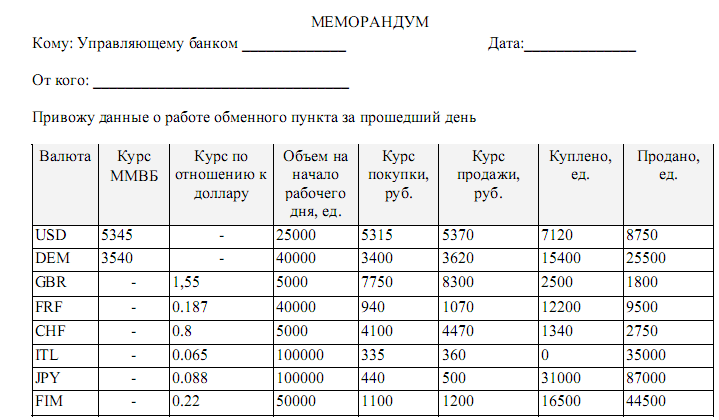 МЕМОРАНДУМ
Кому: Управляющему банком _____________ Дата:______________
От кого: ________________________________
Привожу данные о работе обменного пункта за прошедший день
Валюта Курс ММВБ Курс по отношению к доллару Объем на начало рабочего дня, ед. Курс покупки, руб. Курс продажи, руб. Куплено, ед. Продано, ед.
USD 5345 - 25000 5315 5370 7120 8750
DEM 3540 - 40000 3400 3620 15400 25500
GBR - 1,55 5000 7750 8300 2500 1800
FRF - 0.187 40000 940 1070 12200 9500
CHF - 0.8 5000 4100 4470 1340 2750
ITL - 0.065 100000 335 360 0 35000
JPY - 0.088 100000 440 500 31000 87000
FIM - 0.22 50000 1100 1200 16500 44500